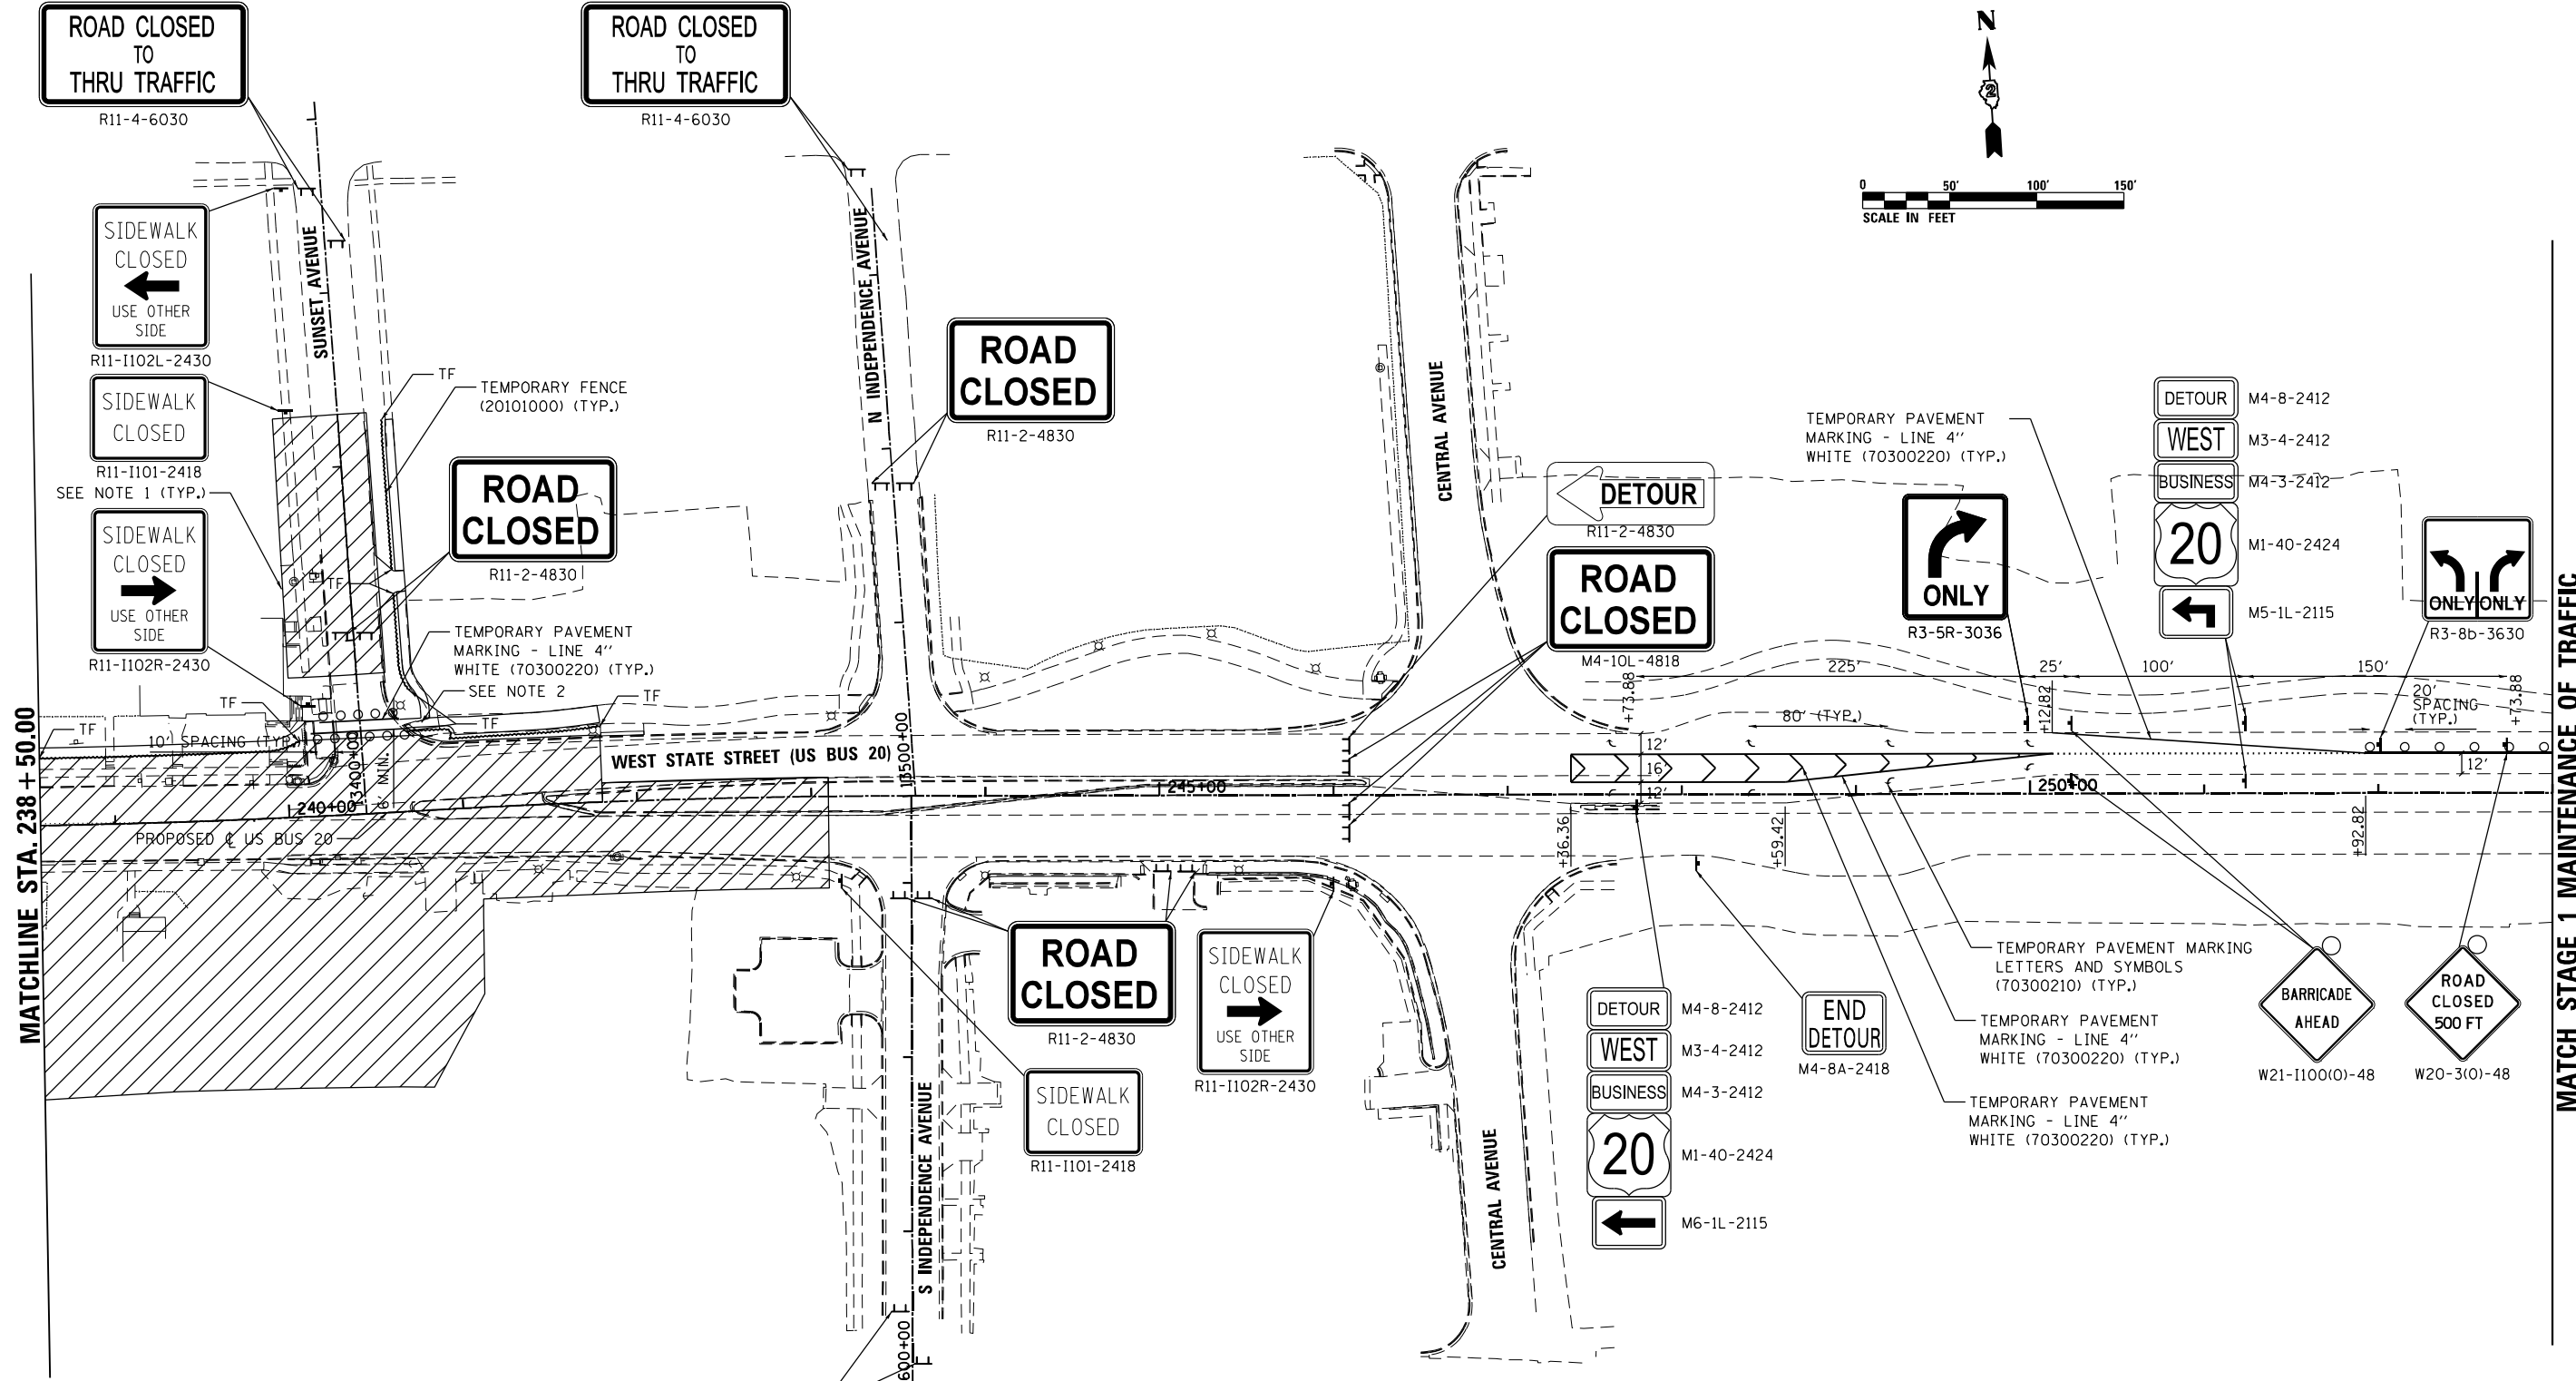 ROAD CLOSED
TO
THRU TRAFFIC
R11-4-6030
ROAD CLOSED
TO
THRU TRAFFIC
R11-4-6030
N
2
0
50'
100'
150'
SCALE IN FEET
SIDEWALK
CLOSED
USE OTHER
SIDE
R11-I102L-2430
SIDEWALK
CLOSED
R11-I101-2418
SEE NOTE 1 (TYP.)
SIDEWALK
CLOSED
USE OTHER
SIDE
R11-I102R-2430
SUNSET AVENUE
TF
TEMPORARY FENCE
(20101000) (TYP.)
ROAD
CLOSED
R11-2-4830
TF
TEMPORARY PAVEMENT
MARKING - LINE 4"
WHITE (70300220) (TYP.)
SEE NOTE 2
TF
TF
TF
TF
10' SPACING (TYP.)
N INDEPENDENCE AVENUE
ROAD
CLOSED
R11-2-4830
CENTRAL AVENUE
DETOUR
R11-2-4830
ROAD
CLOSED
M4-10L-4818
TEMPORARY PAVEMENT
MARKING - LINE 4"
WHITE (70300220) (TYP.)
ONLY
R3-5R-3036
DETOUR
M4-8-2412
WEST
M3-4-2412
BUSINESS
M4-3-2412
20
M1-40-2424
M5-1L-2115
ONLY
ONLY
R3-8b-3630
225'
25'
100'
150'
+73.88
+12.82
20'
SPACING
(TYP.)
+73.88
80' (TYP.)
12'
16'
12'
12'
MATCHLINE STA. 238+50.00
WEST STATE STREET (US BUS 20)
13400+00
6' MIN.
13500+00
240+00
245+00
250+00
PROPOSED ℄ US BUS 20
+36.36
+59.42
+92.82
MATCH STAGE 1 MAINTENANCE OF TRAFFIC
ROAD
CLOSED
R11-2-4830
SIDEWALK
CLOSED
USE OTHER
SIDE
R11-I102R-2430
SIDEWALK
CLOSED
R11-I101-2418
S INDEPENDENCE AVENUE
600+00
CENTRAL AVENUE
DETOUR
M4-8-2412
WEST
M3-4-2412
BUSINESS
M4-3-2412
20
M1-40-2424
M6-1L-2115
END
DETOUR
M4-8A-2418
TEMPORARY PAVEMENT MARKING
LETTERS AND SYMBOLS
(70300210) (TYP.)
TEMPORARY PAVEMENT
MARKING - LINE 4"
WHITE (70300220) (TYP.)
TEMPORARY PAVEMENT
MARKING - LINE 4"
WHITE (70300220) (TYP.)
BARRICADE
AHEAD
W21-I100(O)-48
ROAD
CLOSED
500 FT
W20-3(O)-48